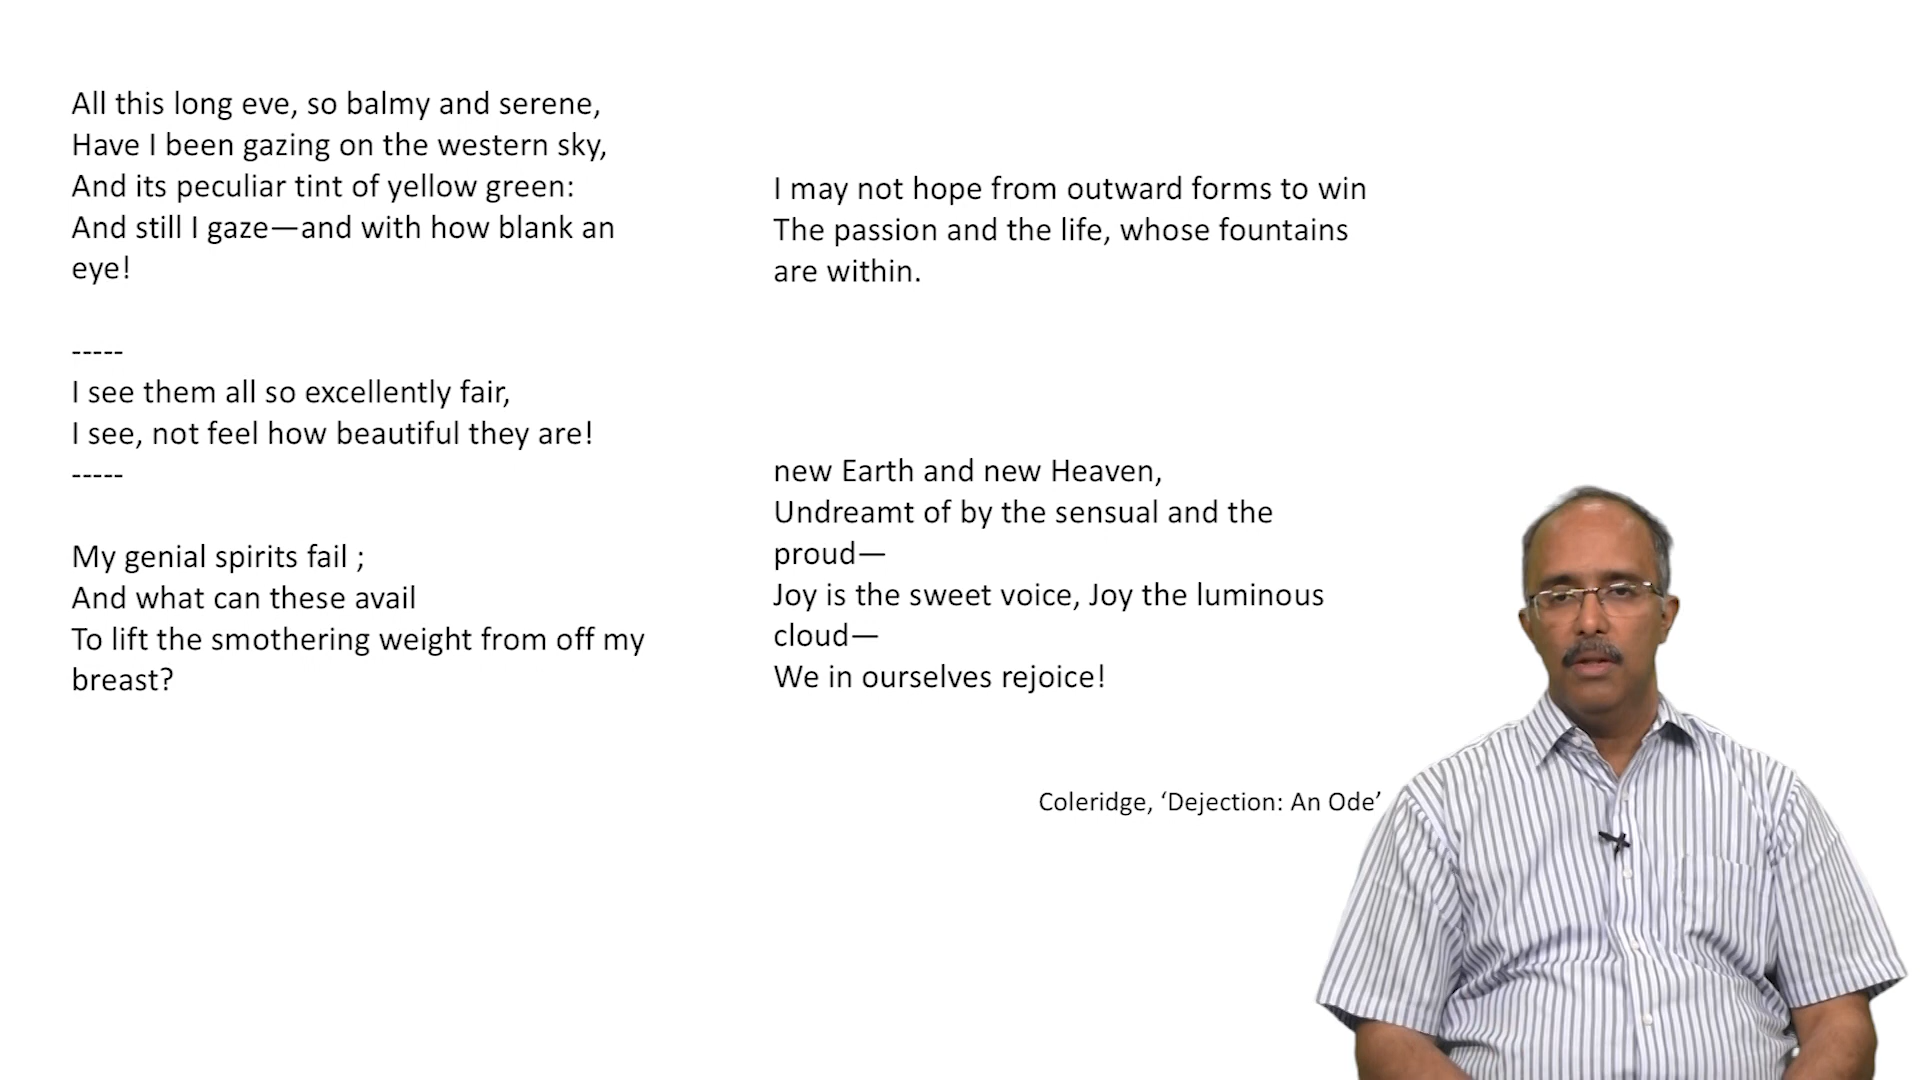 All this long eve, so balmy and serene,
Have I been gazing on the western sky,
And its peculiar tint of yellow green:
And still I gaze—and with how blank an
eye!
-----
I see them all so excellently fair,
I see, not feel how beautiful they are!
-----
My genial spirits fail ;
And what can these avail
To lift the smothering weight from off my
breast?
I may not hope from outward forms to win
The passion and the life, whose fountains
are within.
new Earth and new Heaven,
Undreamt of by the sensual and the
proud—
Joy is the sweet voice, Joy the luminous
cloud—
We in ourselves rejoice!
Coleridge, ‘Dejection: An Ode’